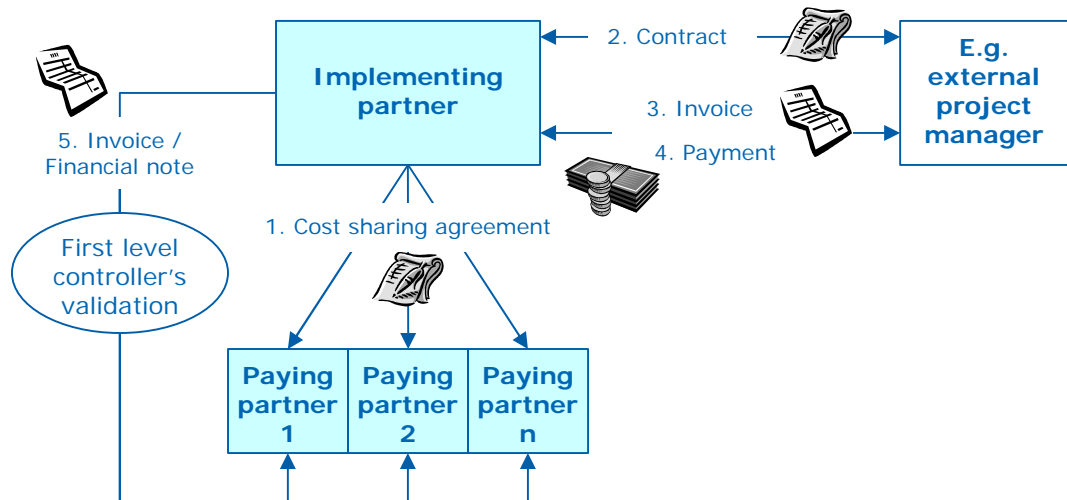 2. Contract
Implementing
partner
E.g.
external
project
manager
3. Invoice
4. Payment
5. Invoice /
Financial note
1. Cost sharing agreement
First level
controller's
validation
Paying
partner
1
Paying
partner
2
Paying
partner
n